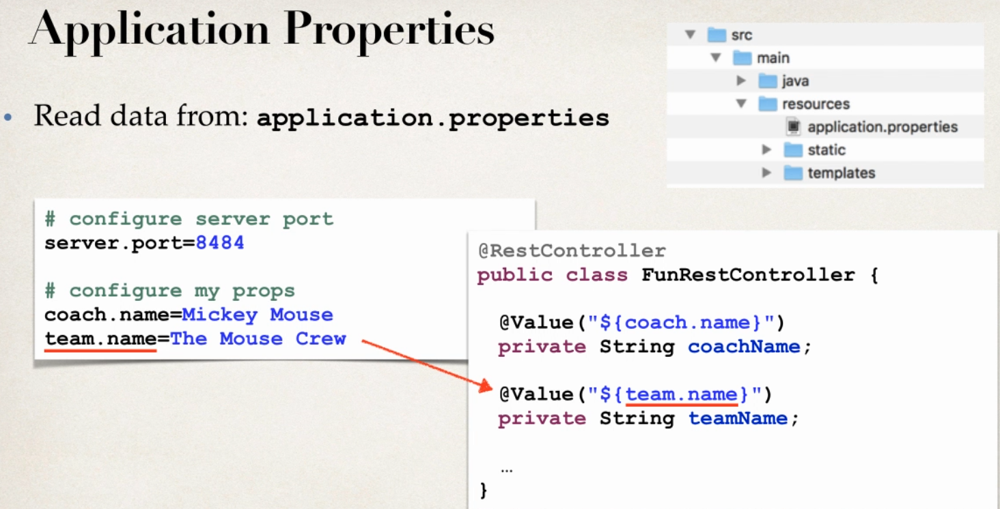 Application Properties
• Read data from: application.properties
src
main
java
resources
application.properties
static
templates
# configure server port
server.port=8484
# configure my props
coach.name=Mickey Mouse
team.name=The Mouse Crew
@RestController
public class FunRestController {
@Value("${coach.name}")
private String coachName;
@Value("${team.name}")
private String teamName;
…
}